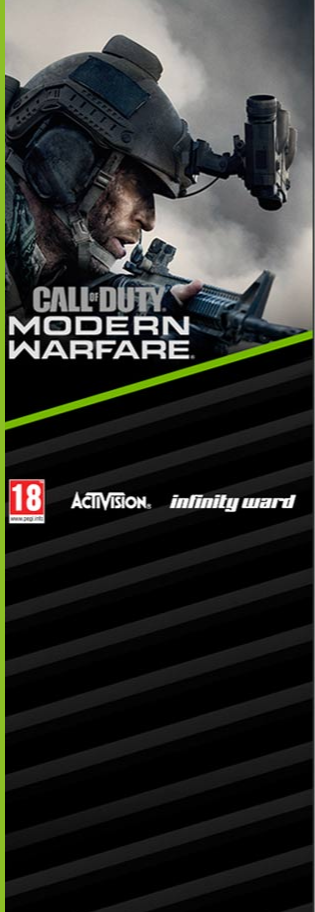 CALL OF DUTY
MODERN
WARFARE
18
www.pegi.info
ACTIVISION
infinity ward